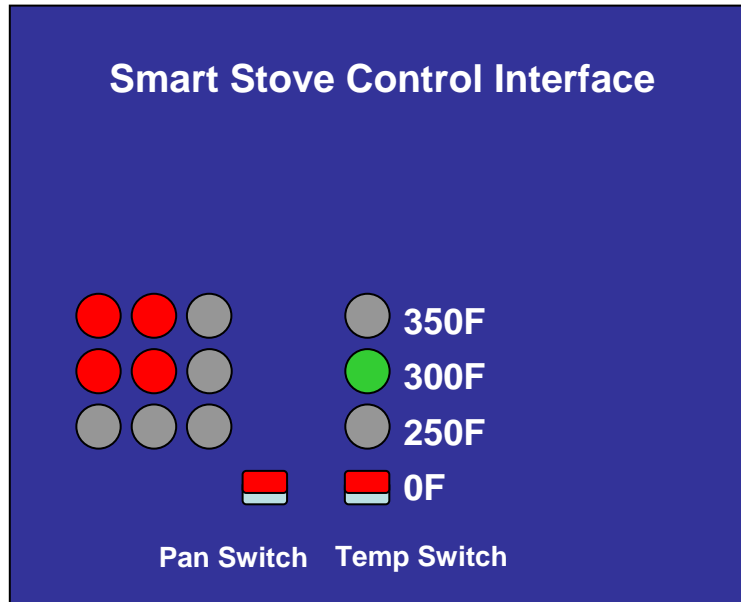 Smart Stove Control Interface
350F
300F
250F
0F
Pan Switch Temp Switch